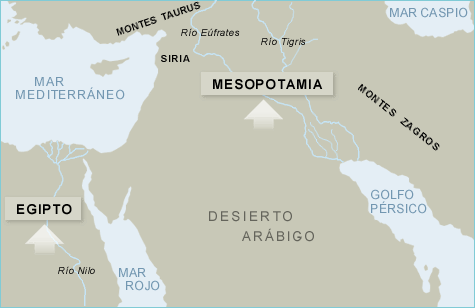 MONTES TAURUS
MAR CASPIO
Río Eúfrates
Río Tigris
SIRIA
MAR
MEDITERRÁNEO
MESOPOTAMIA
MONTES ZAGROS
GOLFO
PÉRSICO
EGIPTO
DESIERTO
ARÁBIGO
Río Nilo
MAR
ROJO